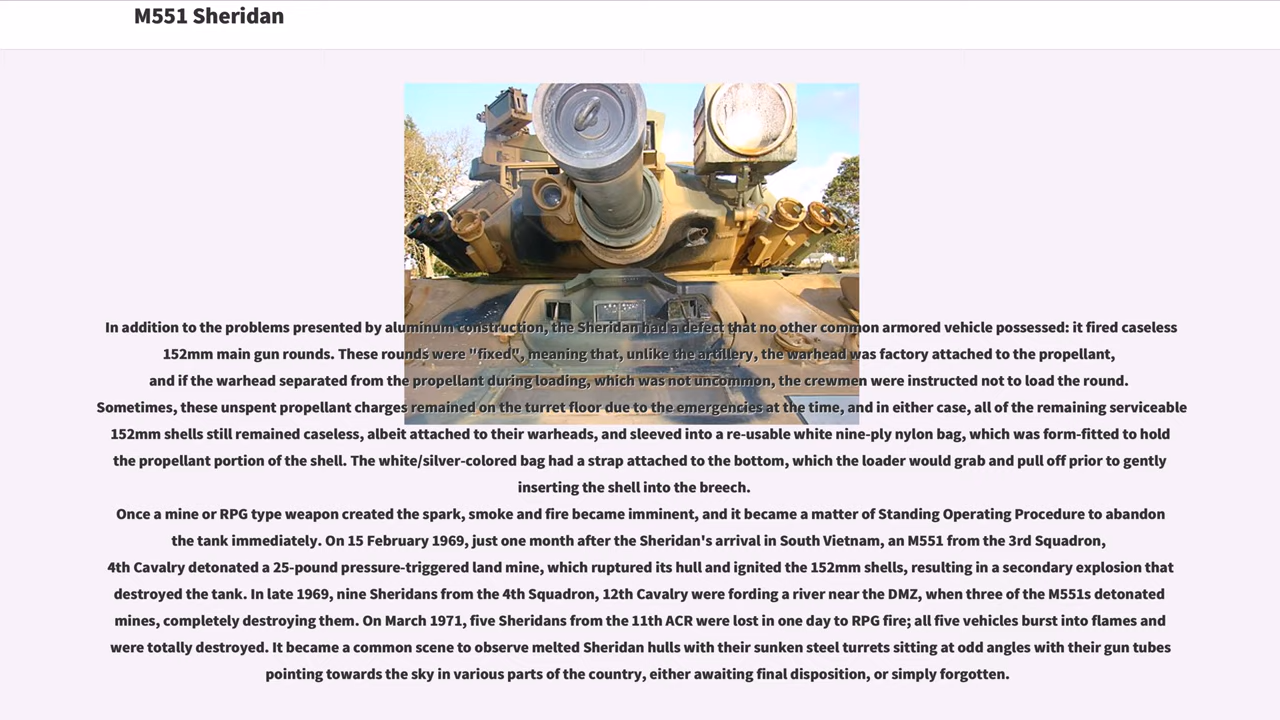 M551 Sheridan
In addition to the problems presented by aluminum construction, the Sheridan had a defect that no other common armored vehicle possessed: it fired caseless
152mm main gun rounds. These rounds were "fixed", meaning that, unlike the artillery, the warhead was factory attached to the propellant,
and if the warhead separated from the propellant during loading, which was not uncommon, the crewmen were instructed not to load the round.
Sometimes, these unspent propellant charges remained on the turret floor due to the emergencies at the time, and in either case, all of the remaining serviceable
152mm shells still remained caseless, albeit attached to their warheads, and sleeved into a re-usable white nine-ply nylon bag, which was form-fitted to hold
the propellant portion of the shell. The white/silver-colored bag had a strap attached to the bottom, which the loader would grab and pull off prior to gently
inserting the shell into the breech.
Once a mine or RPG type weapon created the spark, smoke and fire became imminent, and it became a matter of Standing Operating Procedure to abandon
the tank immediately. On 15 February 1969, just one month after the Sheridan's arrival in South Vietnam, an M551 from the 3rd Squadron,
4th Cavalry detonated a 25-pound pressure-triggered land mine, which ruptured its hull and ignited the 152mm shells, resulting in a secondary explosion that
destroyed the tank. In late 1969, nine Sheridans from the 4th Squadron, 12th Cavalry were fording a river near the DMZ, when three of the M551s detonated
mines, completely destroying them. On March 1971, five Sheridans from the 11th ACR were lost in one day to RPG fire; all five vehicles burst into flames and
were totally destroyed. It became a common scene to observe melted Sheridan hulls with their sunken steel turrets sitting at odd angles with their gun tubes
pointing towards the sky in various parts of the country, either awaiting final disposition, or simply forgotten.